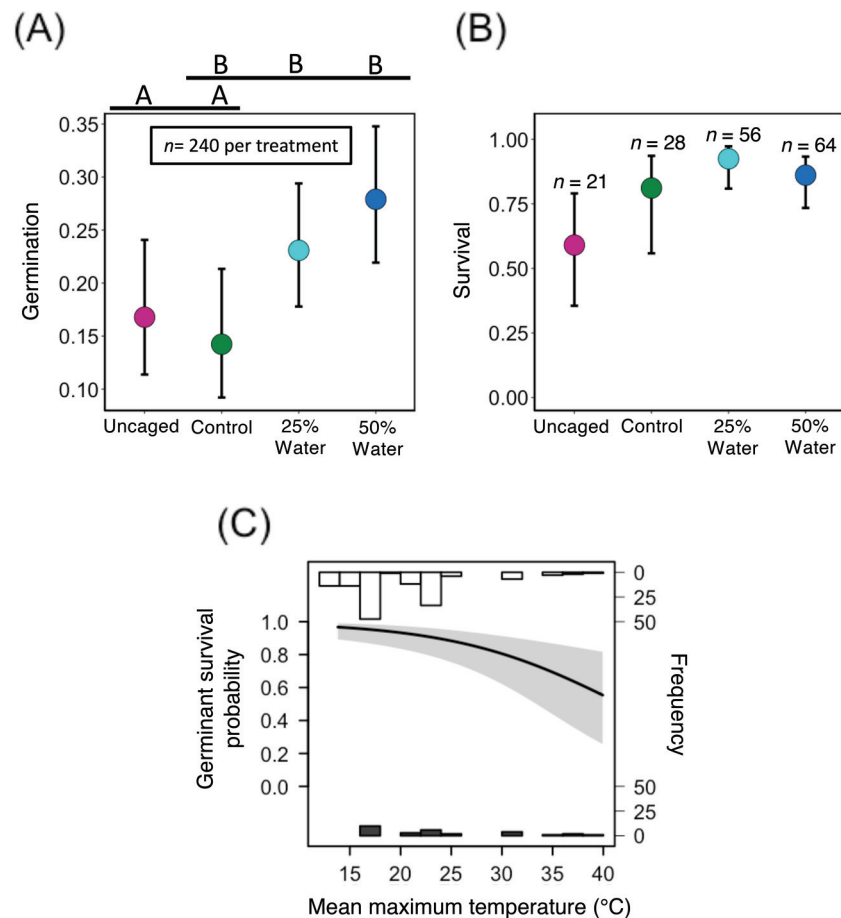 (A)
B B B
A A
n= 240 per treatment
0.35
0.30
0.25
0.20
0.15
0.10
Germination
Uncaged Control 25% Water 50% Water
(B)
n = 21 n = 28 n = 56 n = 64
1.00
0.75
0.50
0.25
0.00
Survival
Uncaged Control 25% Water 50% Water
(C)
0
25
50
1.0
0.8
0.6
0.4
0.2
0.0
Germinant survival
probability
Frequency
50
25
0
15 20 25 30 35 40
Mean maximum temperature (°C)